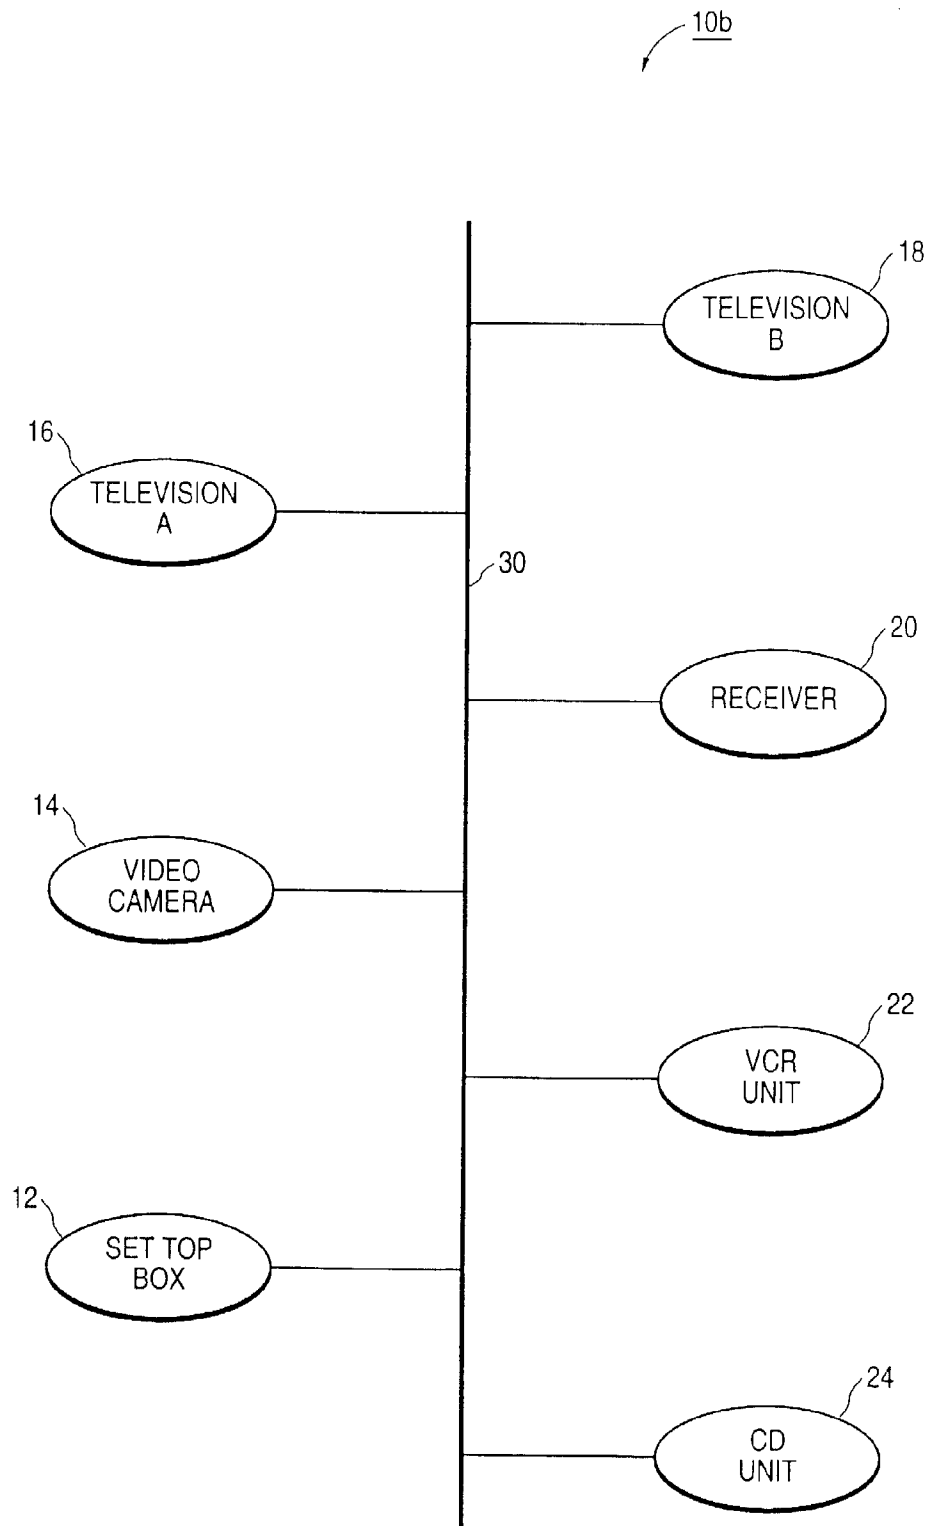 10b
18
TELEVISION
B
16
TELEVISION
A
30
20
RECEIVER
14
VIDEO
CAMERA
22
VCR
UNIT
12
SET TOP
BOX
24
CD
UNIT